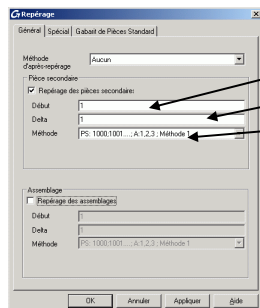 Repérage
Général Spécial Gabarit de Pièces Standard
Méthode d'après-repérage Aucun
Pièce secondaire
Repérage des pièces secondaires
Début 1
Delta 1
Méthode PS: 1000;1001....; A:1,2,3 ; Méthode 1
Assemblage
Repérage des assemblages
Début 1
Delta 1
Méthode PS: 1000;1001....; A:1,2,3 ; Méthode 1
OK Annuler Appliquer Aide